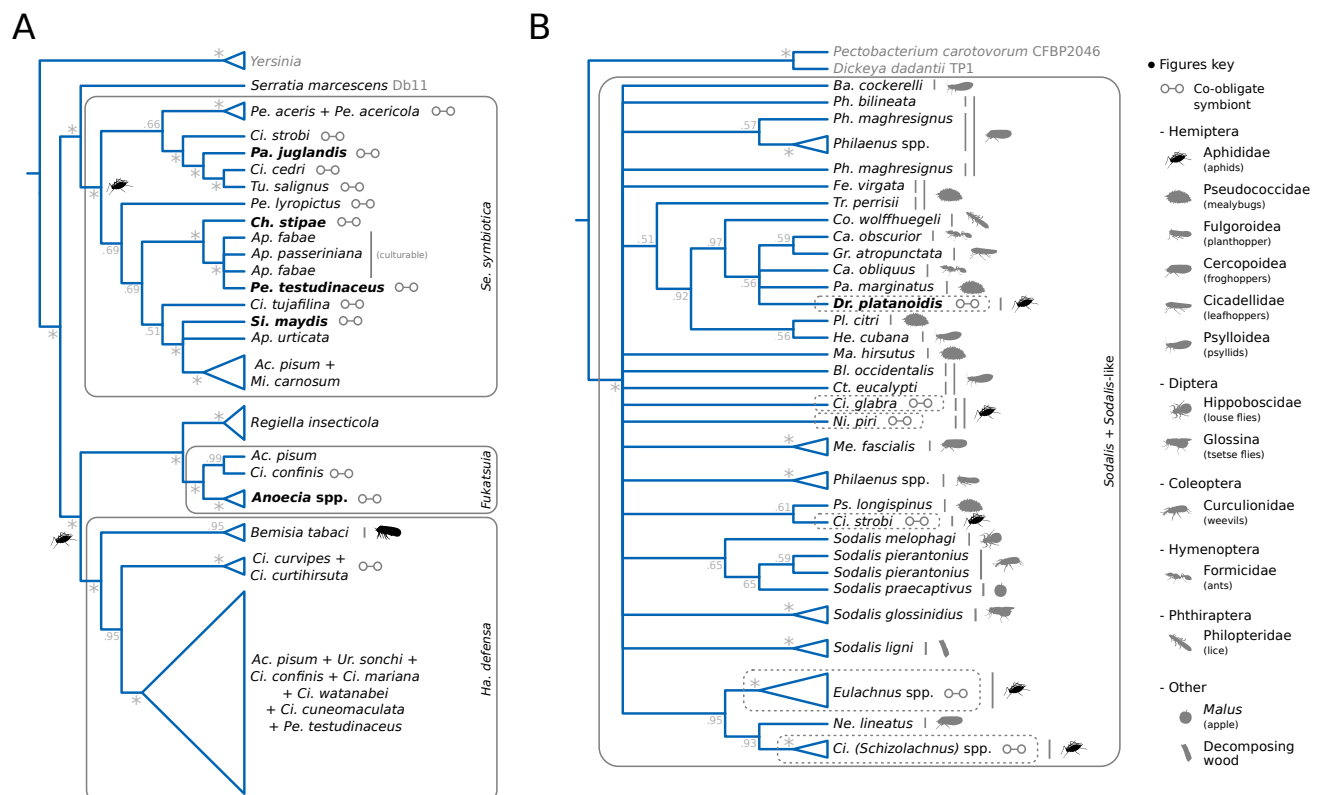 A
Yersinia
*
Serratia marcescens Db11
*
*
Pe. aceris + Pe. acericola
.66
Ci. strobi
*
Pa. juglandis
*
Ci. cedri
*
Tu. salignus
Pe. lyropictus
.69
Ch. stipae
*
Ap. fabae
Ap. passeriniana
(culturable)
Ap. fabae
*
Pe. testudinaceus
.69
Ci. tujafilina
Si. maydis
.51
Ap. urticata
*
Ac. pisum +
Mi. carnosum
*
Se. symbiotica
*
Regiella insecticola
*
*
Ac. pisum
.99
Ci. confinis
Anoecia spp.
*
Fukatsuia
*
Bemisia tabaci
.95
*
Ci. curvipes +
Ci. curtihirsuta
*
.95
Ac. pisum + Ur. sonchi +
Ci. confinis + Ci. mariana
+ Ci. watanabei
+ Ci. cuneomaculata
+ Pe. testudinaceus
*
Ha. defensa
B
Pectobacterium carotovorum CFBP2046
*
Dickeya dadantii TP1
Ba. cockerelli
Ph. bilineata
Ph. maghresignus
.57
Philaenus spp.
*
Ph. maghresignus
Fe. virgata
Tr. perrisii
Co. wolffhuegeli
.51
.97
Ca. obscurior
.59
Gr. atropunctata
Ca. obliquus
.56
Pa. marginatus
.92
Dr. platanoidis
Pl. citri
He. cubana
.56
Ma. hirsutus
Bl. occidentalis
Ct. eucalypti
*
Ci. glabra
Ni. piri
Me. fascialis
*
Philaenus spp.
*
Ps. longispinus
.61
Ci. strobi
Sodalis melophagi
.65
Sodalis pierantonius
.59
Sodalis pierantonius
65
Sodalis praecaptivus
Sodalis glossinidius
*
Sodalis ligni
*
Eulachnus spp.
*
.95
Ne. lineatus
.93
Ci. (Schizolachnus) spp.
*
Sodalis + Sodalis-like
• Figures key
Co-obligate
symbiont
- Hemiptera
Aphididae
(aphids)
Pseudococcidae
(mealybugs)
Fulgoroidea
(planthopper)
Cercopoidea
(froghoppers)
Cicadellidae
(leafhoppers)
Psylloidea
(psyllids)
- Diptera
Hippoboscidae
(louse flies)
Glossina
(tsetse flies)
- Coleoptera
Curculionidae
(weevils)
- Hymenoptera
Formicidae
(ants)
- Phthiraptera
Philopteridae
(lice)
- Other
Malus
(apple)
Decomposing
wood